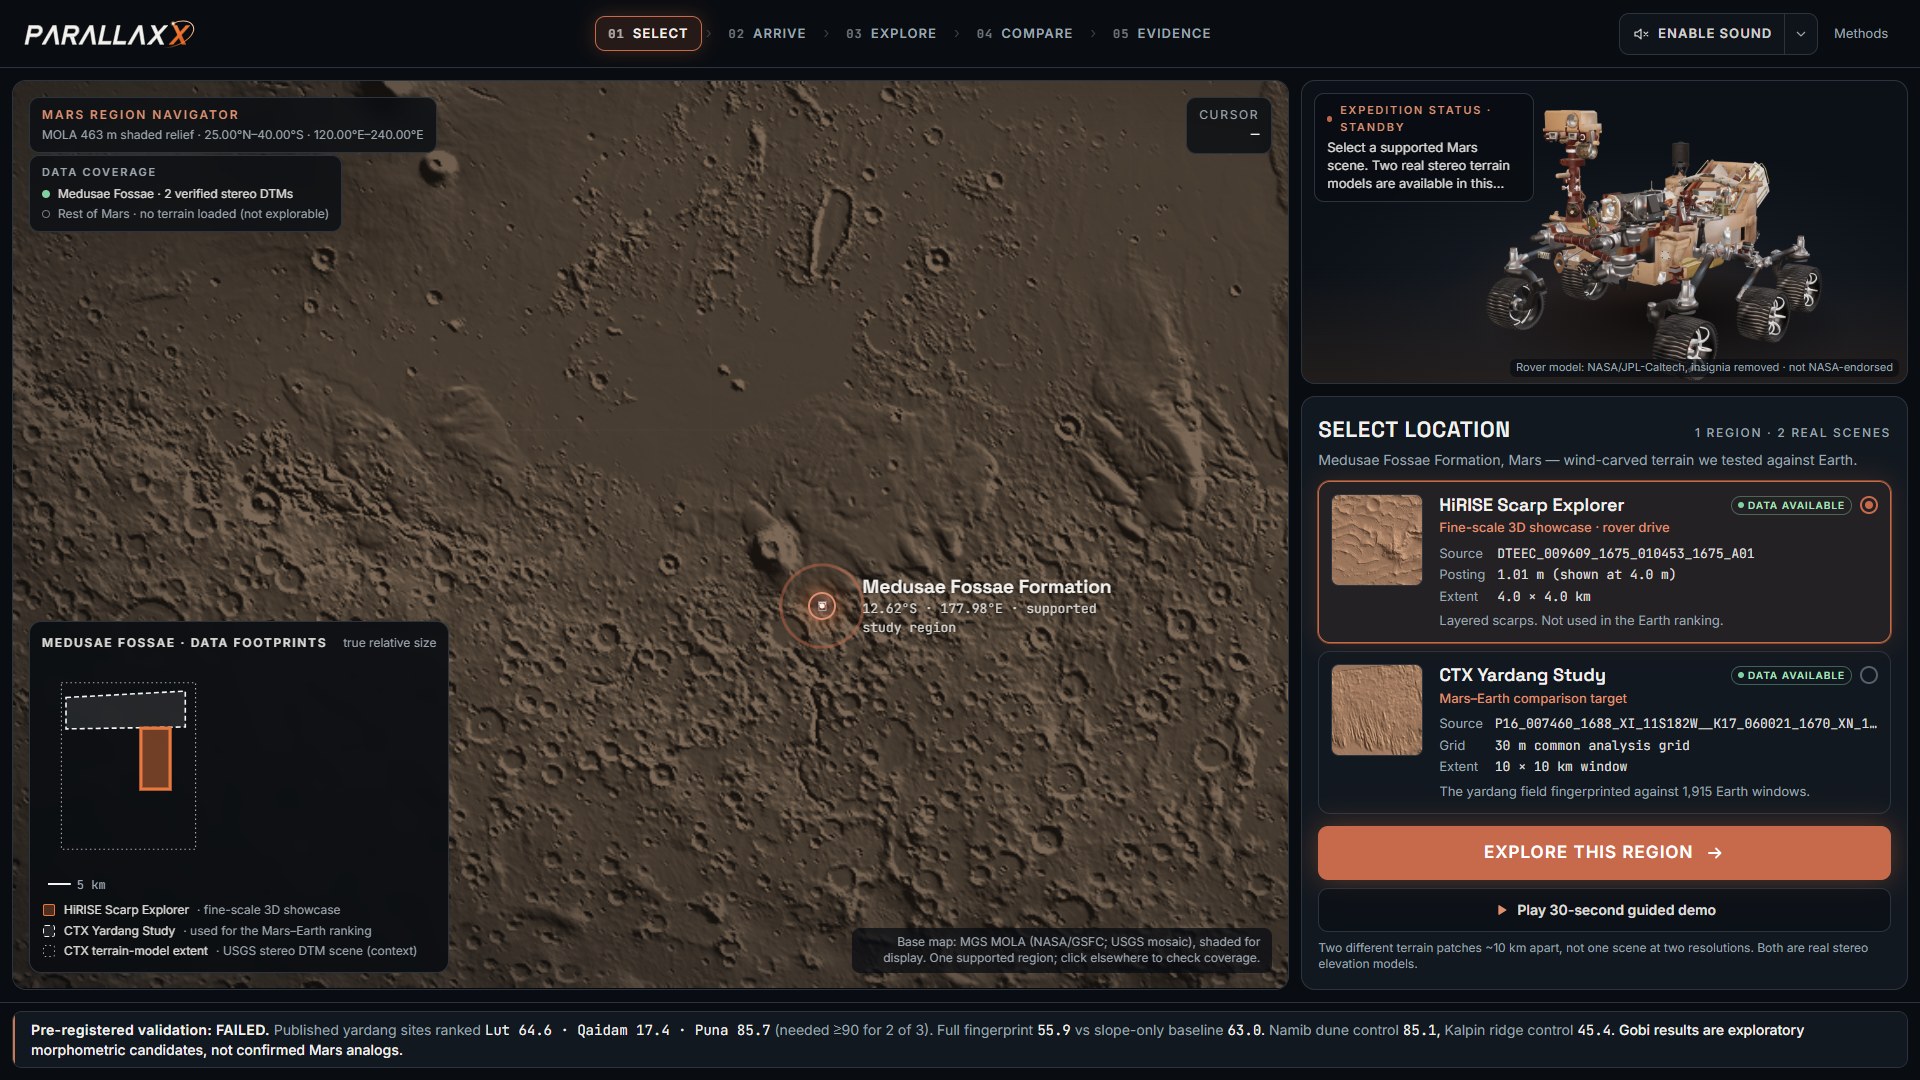 PARALLAX X
01 SELECT
02 ARRIVE
03 EXPLORE
04 COMPARE
05 EVIDENCE
ENABLE SOUND
Methods
MARS REGION NAVIGATOR
MOLA 463 m shaded relief · 25.00°N–40.00°S · 120.00°E–240.00°E
DATA COVERAGE
Medusae Fossae · 2 verified stereo DTMs
Rest of Mars · no terrain loaded (not explorable)
CURSOR
–
Medusae Fossae Formation
12.62°S · 177.98°E · supported
study region
MEDUSAE FOSSAE · DATA FOOTPRINTS true relative size
5 km
HiRISE Scarp Explorer · fine-scale 3D showcase
CTX Yardang Study · used for the Mars–Earth ranking
CTX terrain-model extent · USGS stereo DTM scene (context)
Base map: MGS MOLA (NASA/GSFC; USGS mosaic), shaded for
display. One supported region; click elsewhere to check coverage.
EXPEDITION STATUS ·
STANDBY
Select a supported Mars
scene. Two real stereo terrain
models are available in this...
Rover model: NASA/JPL-Caltech, insignia removed · not NASA-endorsed
SELECT LOCATION
1 REGION · 2 REAL SCENES
Medusae Fossae Formation, Mars — wind-carved terrain we tested against Earth.
HiRISE Scarp Explorer
DATA AVAILABLE
Fine-scale 3D showcase · rover drive
Source DTEEC_009609_1675_010453_1675_A01
Posting 1.01 m (shown at 4.0 m)
Extent 4.0 × 4.0 km
Layered scarps. Not used in the Earth ranking.
CTX Yardang Study
DATA AVAILABLE
Mars–Earth comparison target
Source P16_007460_1688_XI_11S182W__K17_060021_1670_XN_1…
Grid 30 m common analysis grid
Extent 10 × 10 km window
The yardang field fingerprinted against 1,915 Earth windows.
EXPLORE THIS REGION →
Play 30-second guided demo
Two different terrain patches ~10 km apart, not one scene at two resolutions. Both are real stereo
elevation models.
Pre-registered validation: FAILED. Published yardang sites ranked Lut 64.6 · Qaidam 17.4 · Puna 85.7 (needed ≥90 for 2 of 3). Full fingerprint 55.9 vs slope-only baseline 63.0. Namib dune control 85.1, Kalpin ridge control 45.4. Gobi results are exploratory
morphometric candidates, not confirmed Mars analogs.